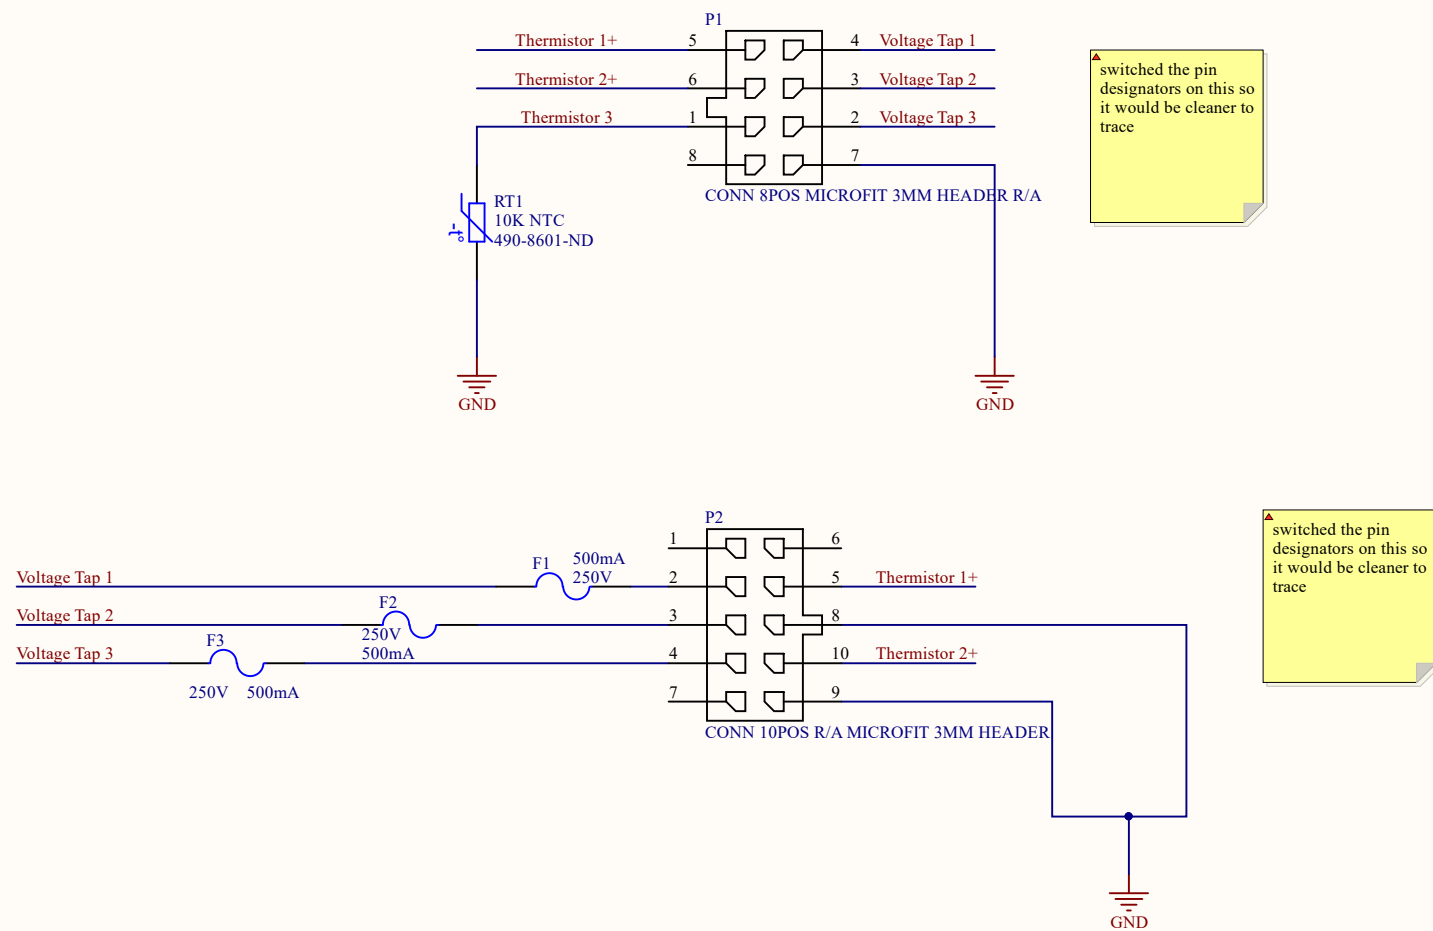 P1
Thermistor 1+ 5 4 Voltage Tap 1
Thermistor 2+ 6 3 Voltage Tap 2
Thermistor 3 1 2 Voltage Tap 3
8 7
CONN 8POS MICROFIT 3MM HEADER R/A
switched the pin
designators on this so
it would be cleaner to
trace
RT1
10K NTC
490-8601-ND
-t°
GND
GND
P2
1 6
Voltage Tap 1 F1 500mA
250V 2 5 Thermistor 1+
Voltage Tap 2 F2
250V
500mA 3 8
Voltage Tap 3 F3
250V 500mA 4 10 Thermistor 2+
7 9
CONN 10POS R/A MICROFIT 3MM HEADER
GND
switched the pin
designators on this so
it would be cleaner to
trace